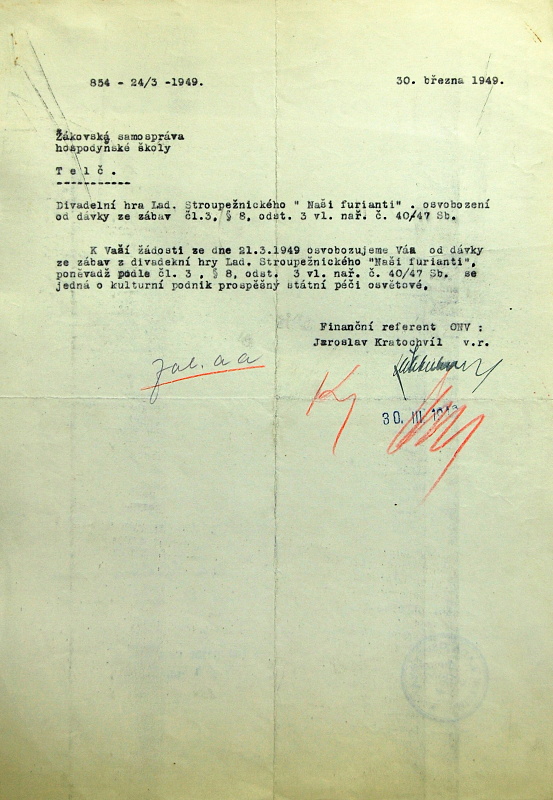 854 - 24/3 -1949. 30. března 1949.
Žákovská samospráva
hospodyňské školy
T e l č .
Divadelní hra Lad. Stroupežnického " Naši furianti" . osvobození
od dávky ze zábav čl.3, § 8, odst. 3 vl. nař. č. 40/47 Sb.
K Vaší žádosti ze dne 21.3.1949 osvobozujeme Vás od dávky
ze zábav z divadekní hry Lad. Stroupežnického "Naši furianti",
poněvadž podle čl. 3 , § 8, odst. 3 vl. nař. č. 40/47 Sb. se
jedná o kulturní podnik prospěšný státní péči osvětové.
Finanční referent ONV :
Jaroslav Kratochvíl v.r.
a a
30. III.